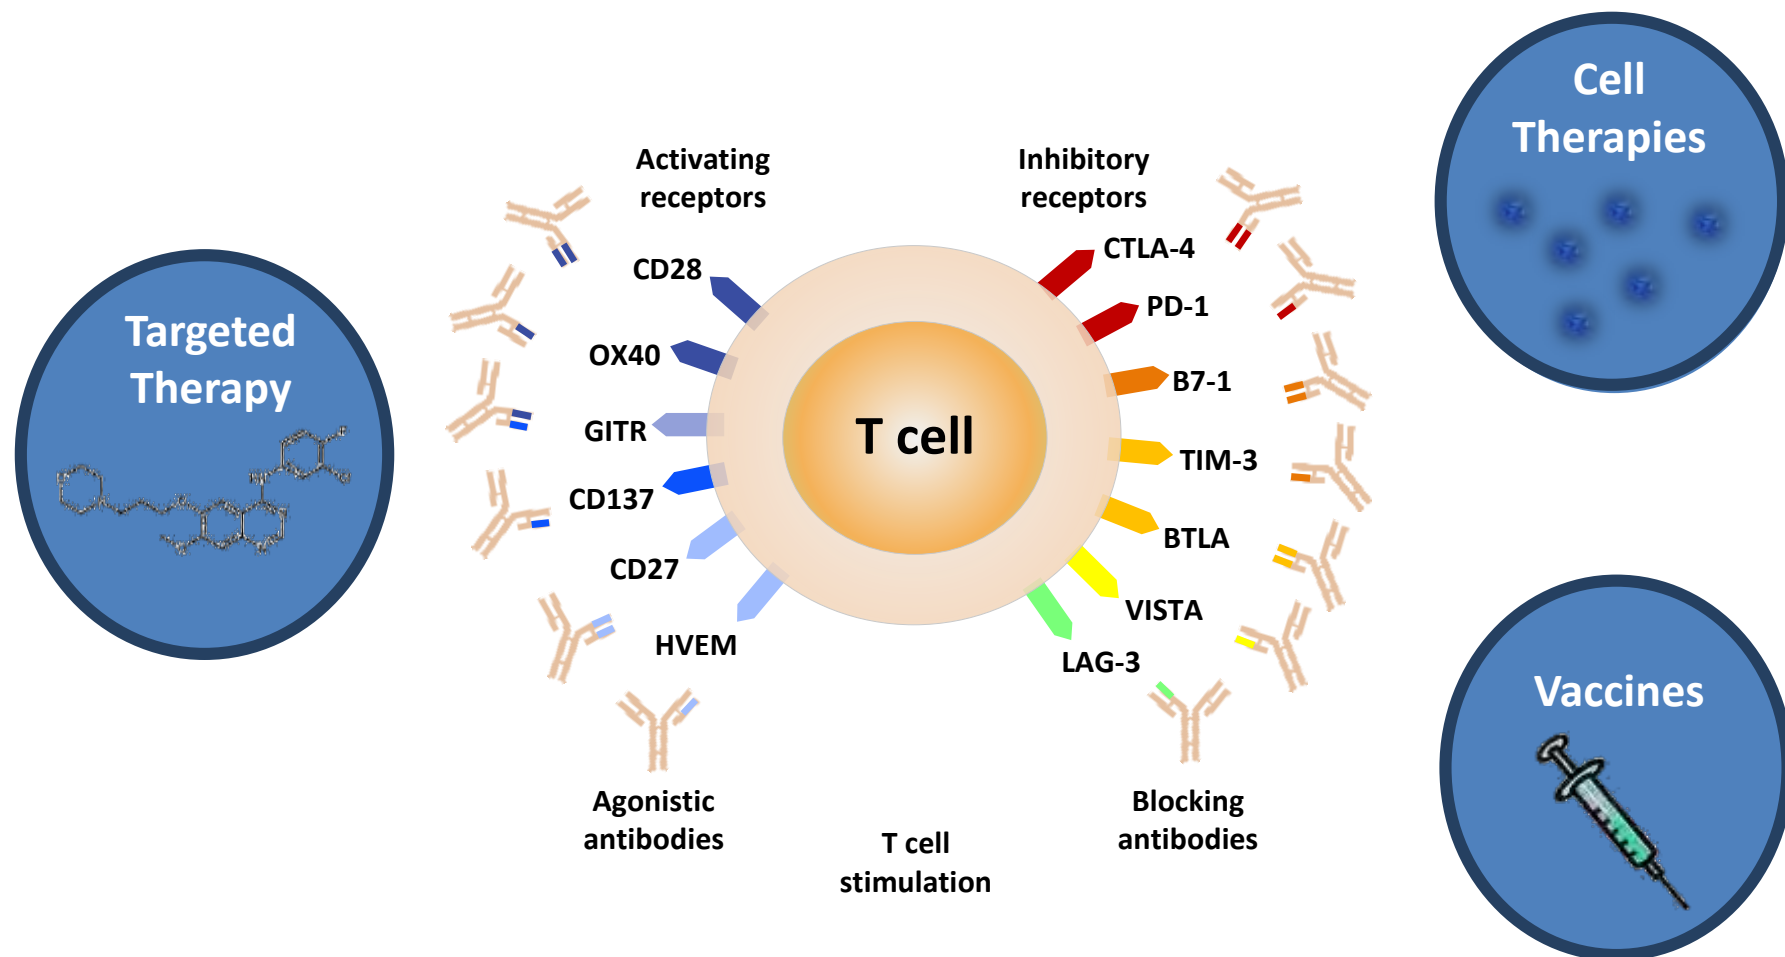 Cell
Therapies
Activating
receptors
Inhibitory
receptors
CTLA-4
CD28
PD-1
Targeted
Therapy
OX40
B7-1
GITR
T cell
TIM-3
CD137
BTLA
CD27
VISTA
HVEM
LAG-3
Vaccines
Agonistic
antibodies
Blocking
antibodies
T cell
stimulation